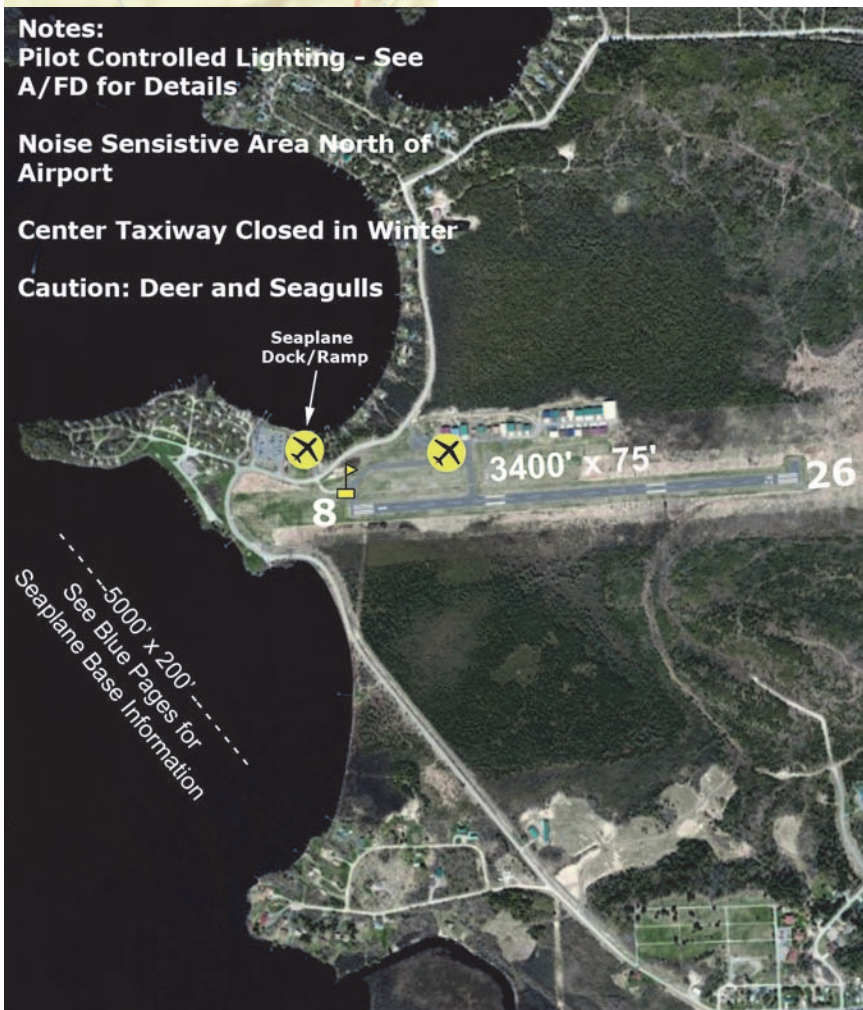 Notes:
Pilot Controlled Lighting - See
A/FD for Details
Noise Sensistive Area North of
Airport
Center Taxiway Closed in Winter
Caution: Deer and Seagulls
Seaplane
Dock/Ramp
3400' x 75'
26
8
5000' x 200'
See Blue Pages for
Seaplane Base Information